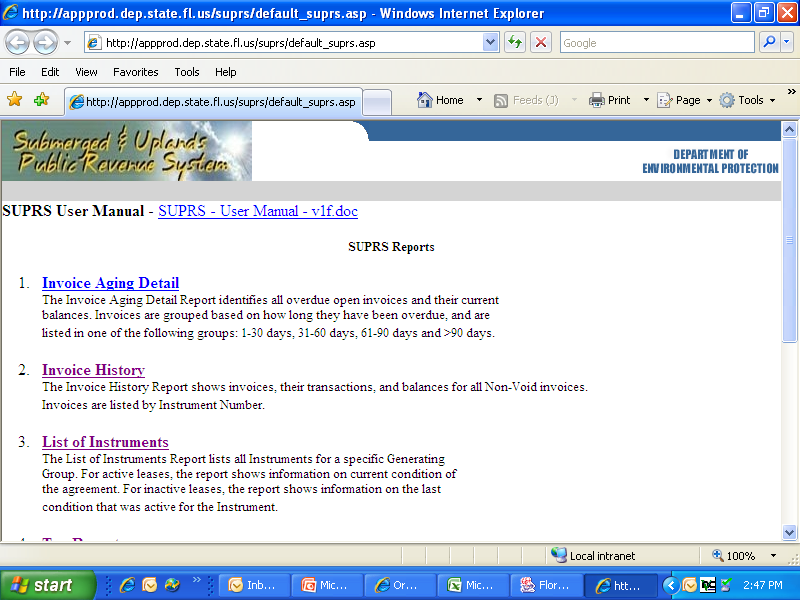 http://appprod.dep.state.fl.us/suprs/default_suprs.asp - Windows Internet Explorer
http://appprod.dep.state.fl.us/suprs/default_suprs.asp
Google
File Edit View Favorites Tools Help
http://appprod.dep.state.fl.us/suprs/default_suprs.asp
Home Feeds (J) Print Page Tools »
Submerged & Uplands
Public Revenue System
DEPARTMENT OF
ENVIRONMENTAL PROTECTION
SUPRS User Manual - SUPRS - User Manual - v1f.doc
SUPRS Reports
1. Invoice Aging Detail
The Invoice Aging Detail Report identifies all overdue open invoices and their current
balances. Invoices are grouped based on how long they have been overdue, and are
listed in one of the following groups: 1-30 days, 31-60 days, 61-90 days and >90 days.
2. Invoice History
The Invoice History Report shows invoices, their transactions, and balances for all Non-Void invoices.
Invoices are listed by Instrument Number.
3. List of Instruments
The List of Instruments Report lists all Instruments for a specific Generating
Group. For active leases, the report shows information on current condition of
the agreement. For inactive leases, the report shows information on the last
condition that was active for the Instrument.
Local intranet 100%
start » Inb... Mic... Or... Mic... Flor... htt... 2:47 PM